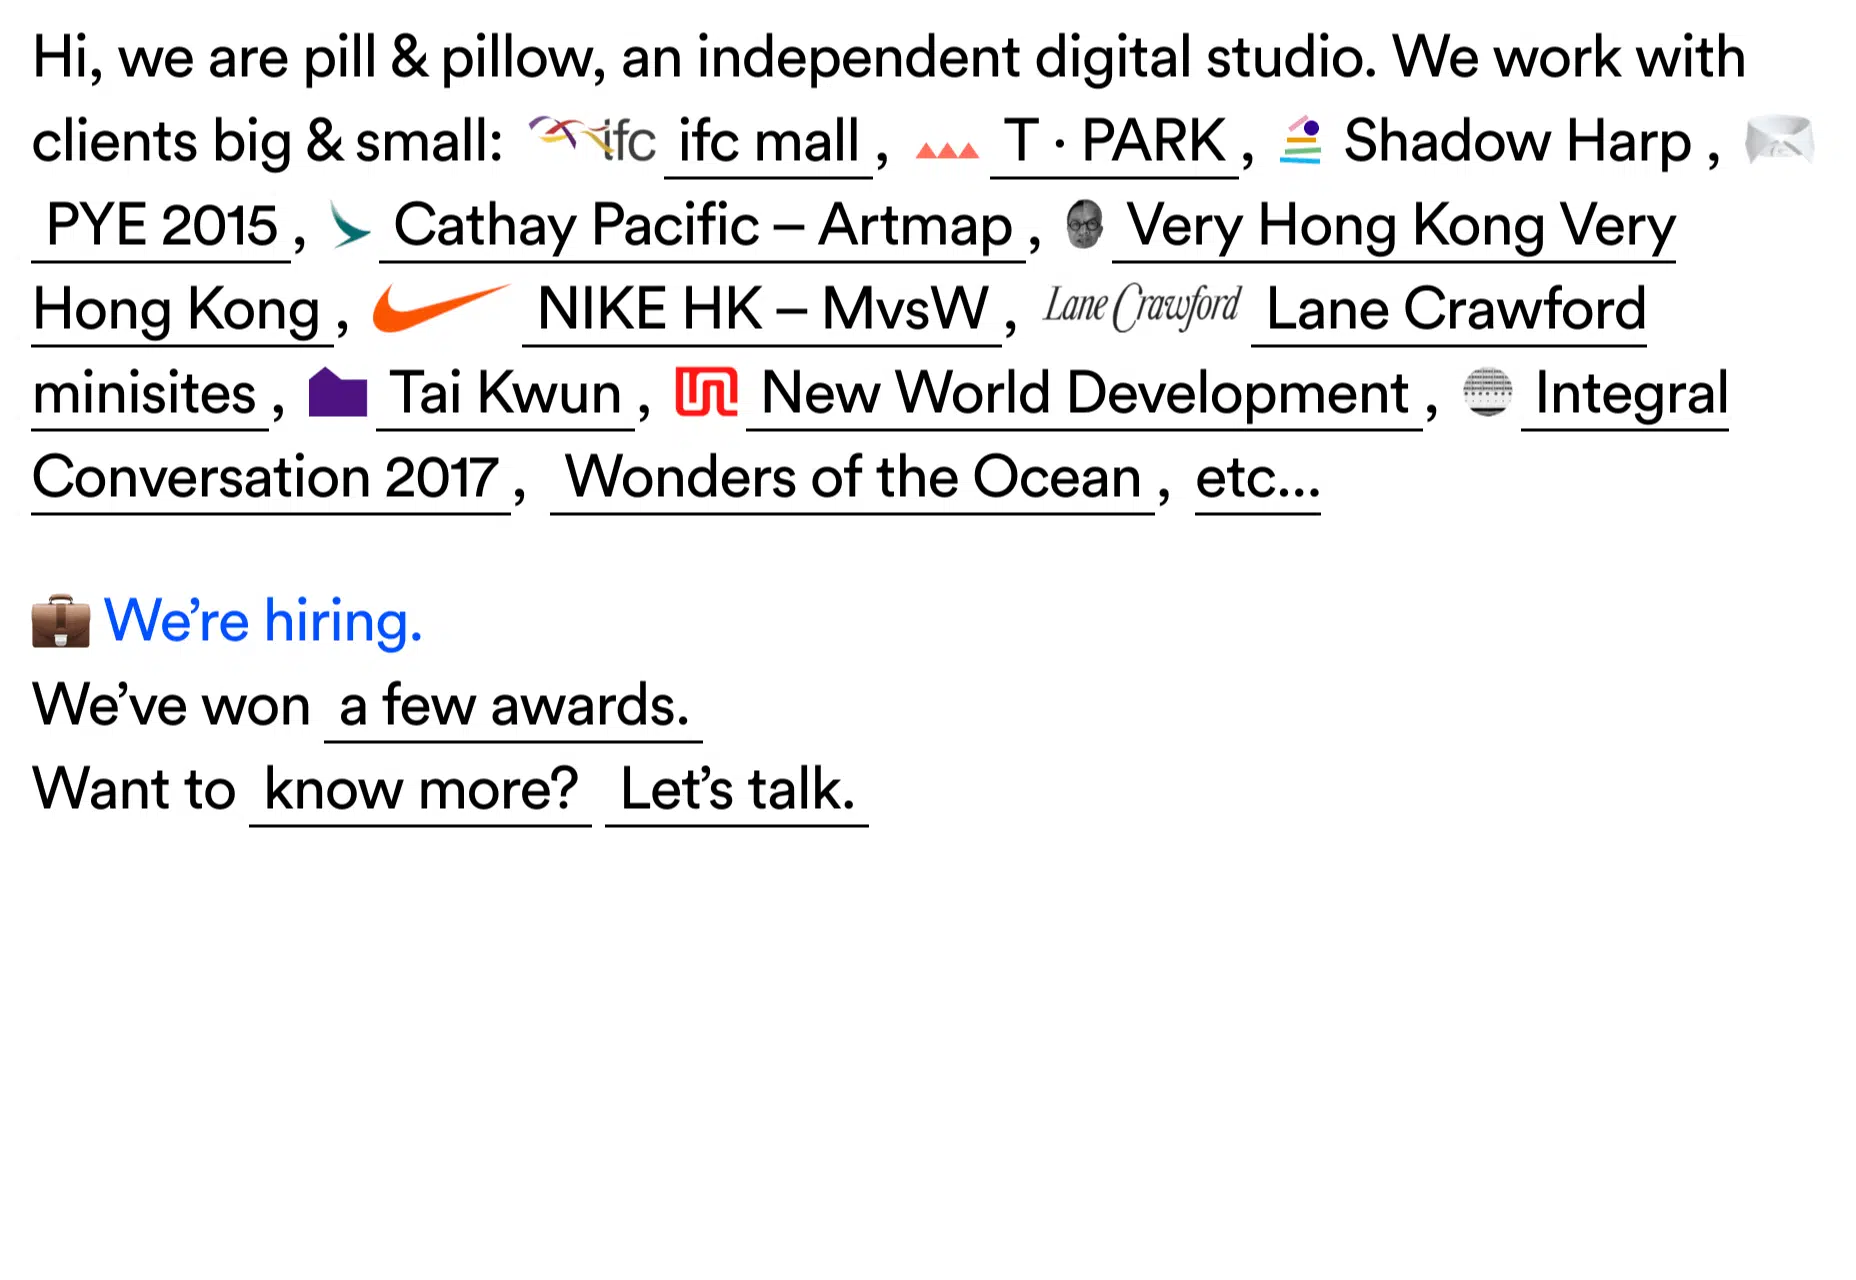 Hi, we are pill & pillow, an independent digital studio. We work with
clients big & small: ifc ifc mall , T · PARK , Shadow Harp ,
PYE 2015 , Cathay Pacific – Artmap , Very Hong Kong Very
Hong Kong , NIKE HK – MvsW , Lane Crawford Lane Crawford
minisites , Tai Kwun , New World Development , Integral
Conversation 2017 , Wonders of the Ocean , etc...
We’re hiring.
We’ve won a few awards.
Want to know more? Let’s talk.